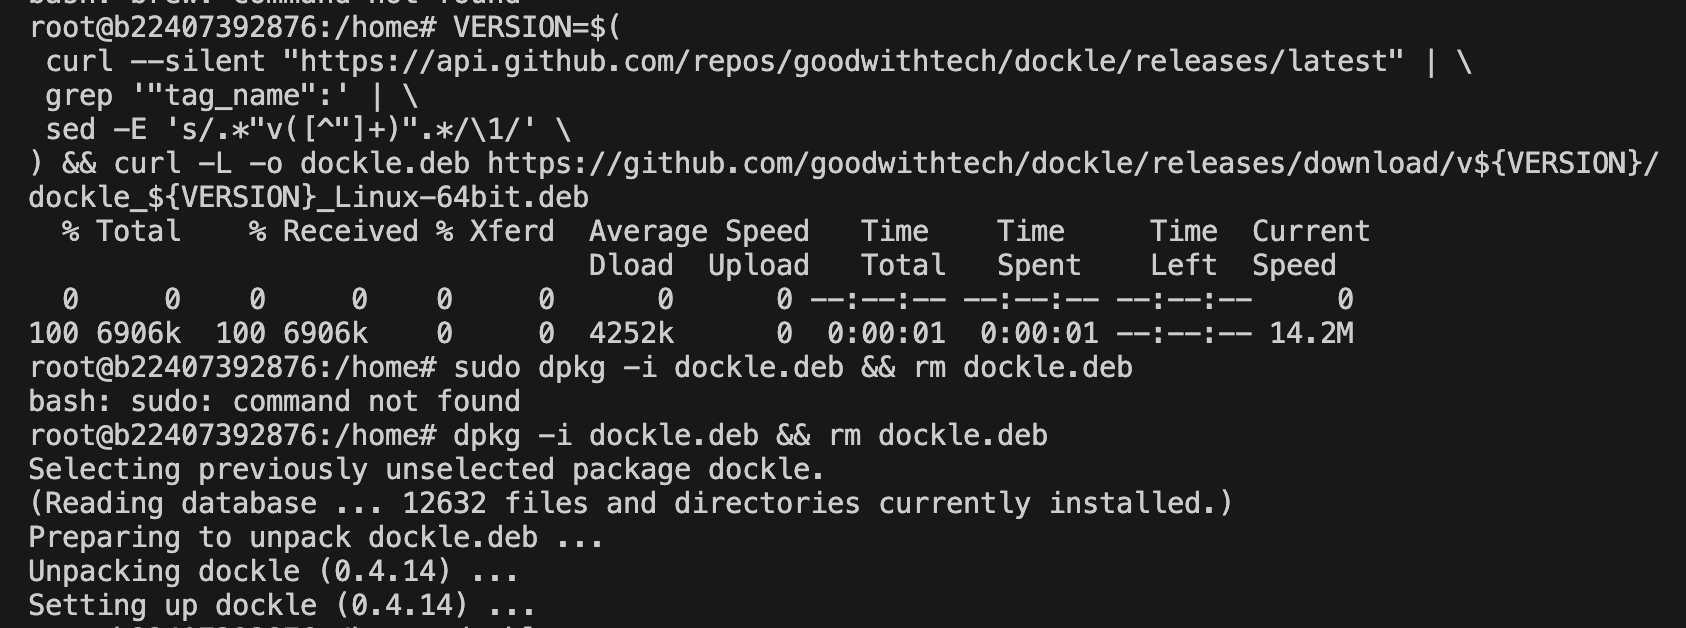 bash: brew: command not found
root@b22407392876:/home# VERSION=$(
 curl --silent "https://api.github.com/repos/goodwithtech/dockle/releases/latest" | \
 grep '"tag_name":' | \
 sed -E 's/.*"v([^"]+)".*/\1/' \
) && curl -L -o dockle.deb https://github.com/goodwithtech/dockle/releases/download/v${VERSION}/
dockle_${VERSION}_Linux-64bit.deb
  % Total    % Received % Xferd  Average Speed   Time    Time     Time  Current
                                 Dload  Upload   Total   Spent    Left  Speed
  0     0    0     0    0     0      0      0 --:--:-- --:--:-- --:--:--     0
100 6906k  100 6906k    0     0  4252k      0  0:00:01  0:00:01 --:--:-- 14.2M
root@b22407392876:/home# sudo dpkg -i dockle.deb && rm dockle.deb
bash: sudo: command not found
root@b22407392876:/home# dpkg -i dockle.deb && rm dockle.deb
Selecting previously unselected package dockle.
(Reading database ... 12632 files and directories currently installed.)
Preparing to unpack dockle.deb ...
Unpacking dockle (0.4.14) ...
Setting up dockle (0.4.14) ...